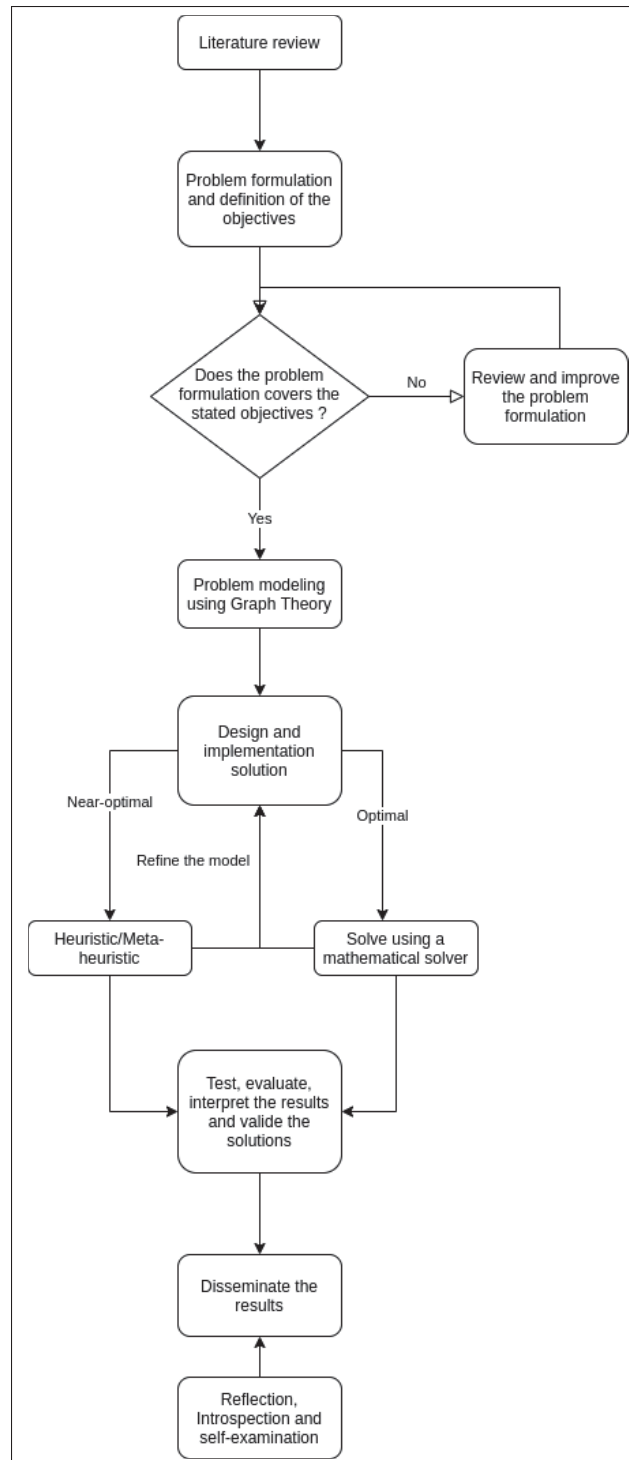 Literature review
Problem formulation
and definition of the
objectives
Does the problem
formulation covers the
stated objectives ?
No
Review and improve
the problem
formulation
Yes
Problem modeling
using Graph Theory
Design and
implementation
solution
Near-optimal
Optimal
Refine the model
Heuristic/Meta-
heuristic
Solve using a
mathematical solver
Test, evaluate,
interpret the results
and valide the
solutions
Disseminate the
results
Reflection,
Introspection and
self-examination